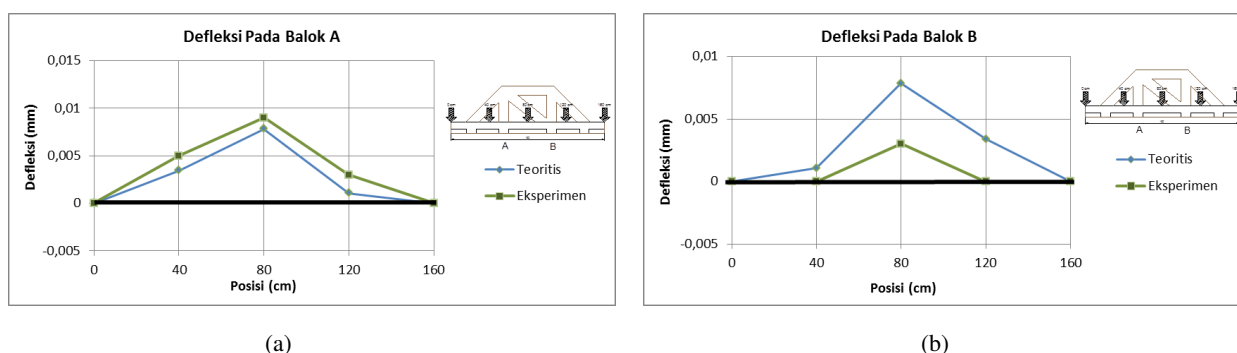 Defleksi Pada Balok A
0,015
0,01
0,005
0
-0,005
Defleksi (mm)
0 40 80 120 160
Posisi (cm)
A B
Teoritis
Eksperimen
(a)
Defleksi Pada Balok B
0,01
0,005
0
-0,005
Defleksi (mm)
0 40 80 120 160
Posisi (cm)
A B
Teoritis
Eksperimen
(b)